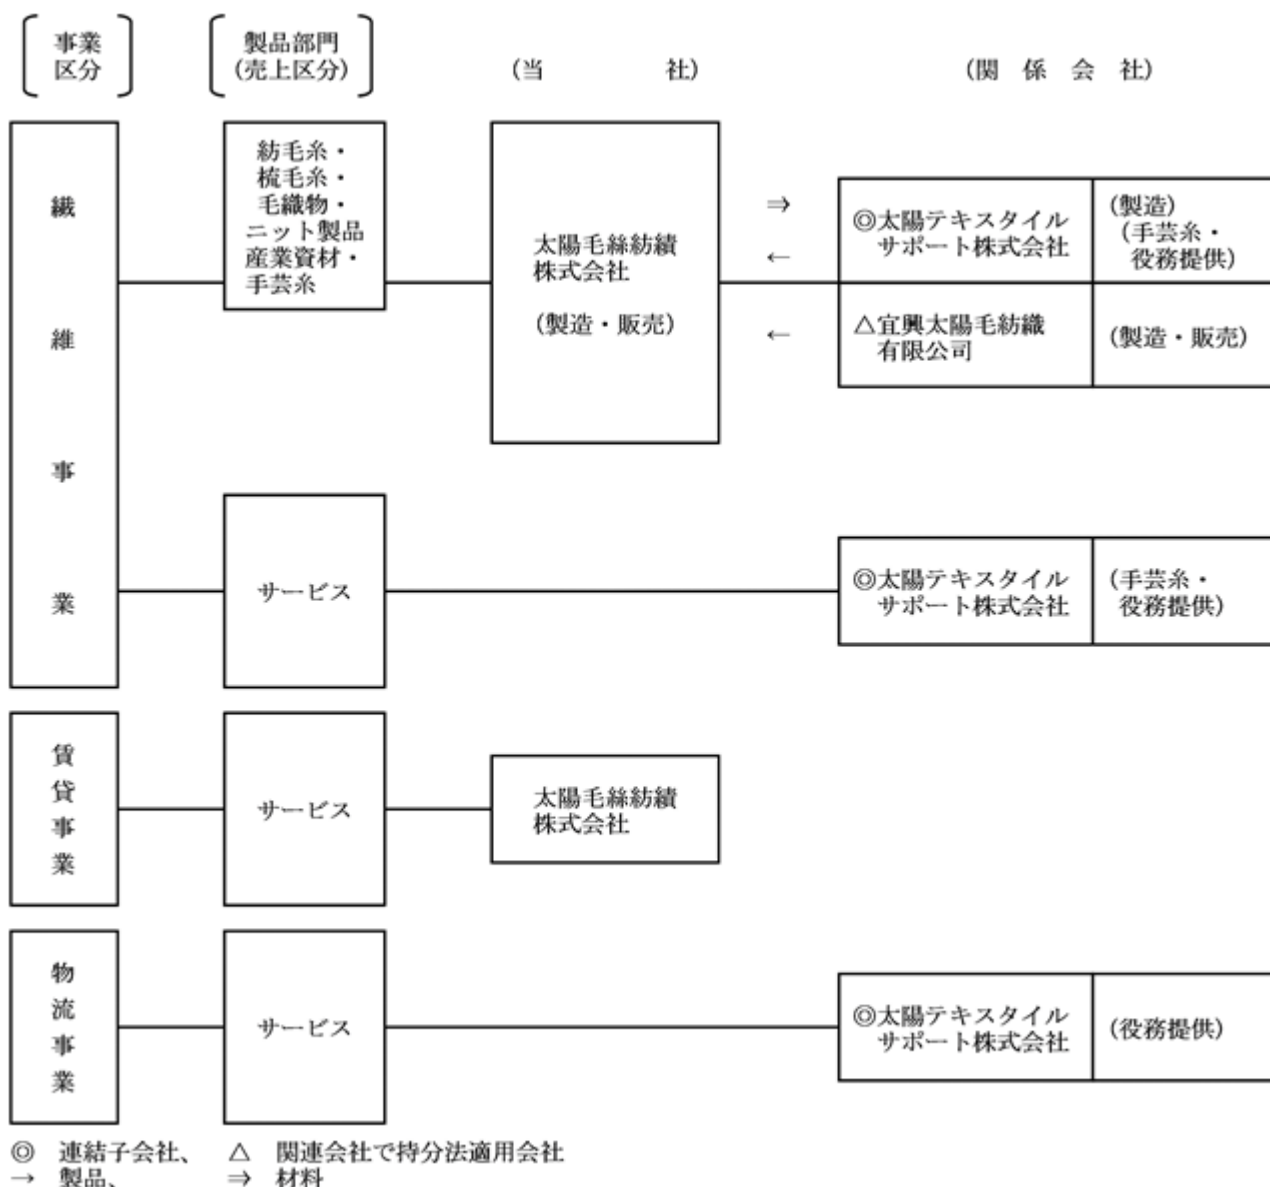 事業
区分
製品部門
(売上区分)
(当　社)
(関　係　会　社)
繊維事業
紡毛糸・
梳毛糸・
毛織物・
ニット製品
産業資材・
手芸糸
太陽毛絲紡績
株式会社
(製造・販売)
⇒
←
←
◎太陽テキスタイル
サポート株式会社
(製造)
(手芸糸・
役務提供)
△宜興太陽毛紡織
有限公司
(製造・販売)
サービス
◎太陽テキスタイル
サポート株式会社
(手芸糸・
役務提供)
賃貸事業
サービス
太陽毛絲紡績
株式会社
物流事業
サービス
◎太陽テキスタイル
サポート株式会社
(役務提供)
◎　連結子会社、　△　関連会社で持分法適用会社
→　製品、　⇒　材料